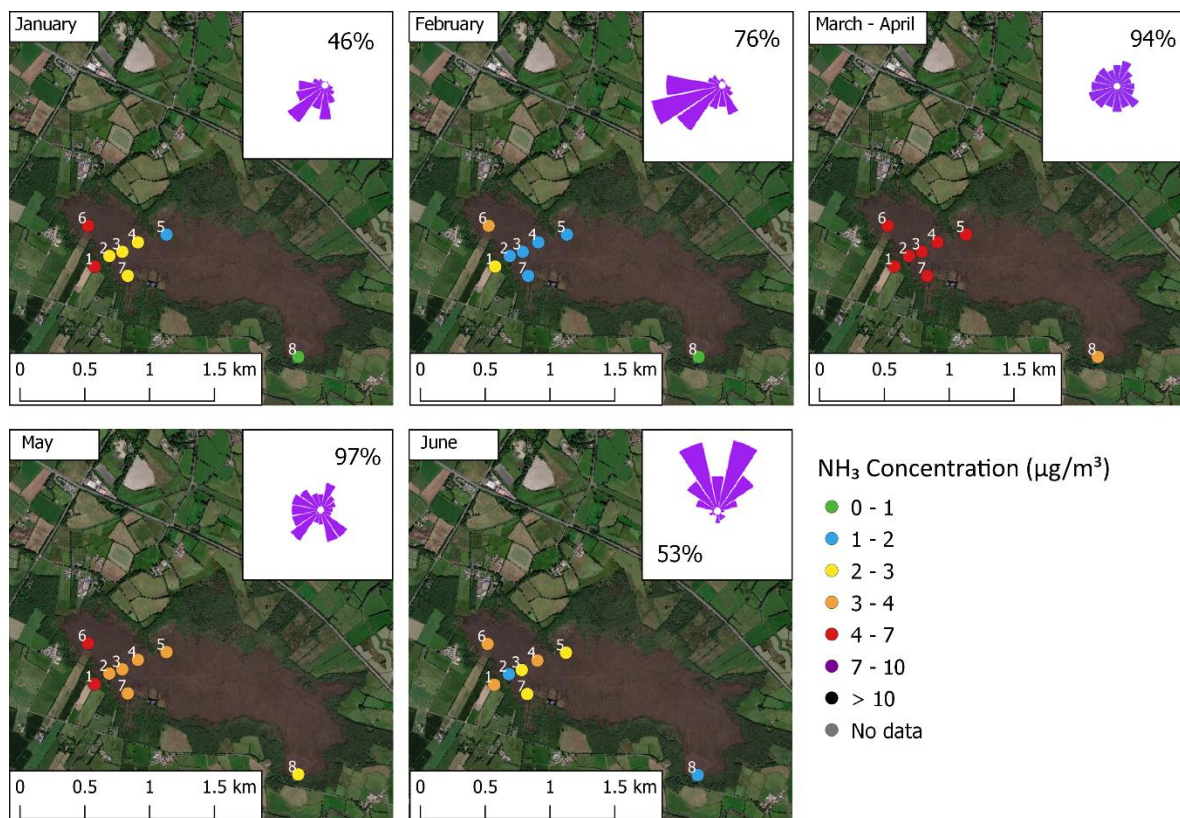 January
46%
6
5
4
3
2
1
7
8
0 0.5 1 1.5 km
February
76%
6
5
4
3
2
1
7
8
0 0.5 1 1.5 km
March - April
94%
6
5
4
3
2
1
7
8
0 0.5 1 1.5 km
May
97%
6
5
4
3
2
1
7
8
0 0.5 1 1.5 km
June
53%
6
5
4
3
2
1
7
8
0 0.5 1 1.5 km
NH₃ Concentration (µg/m³)
0 - 1
1 - 2
2 - 3
3 - 4
4 - 7
7 - 10
> 10
No data